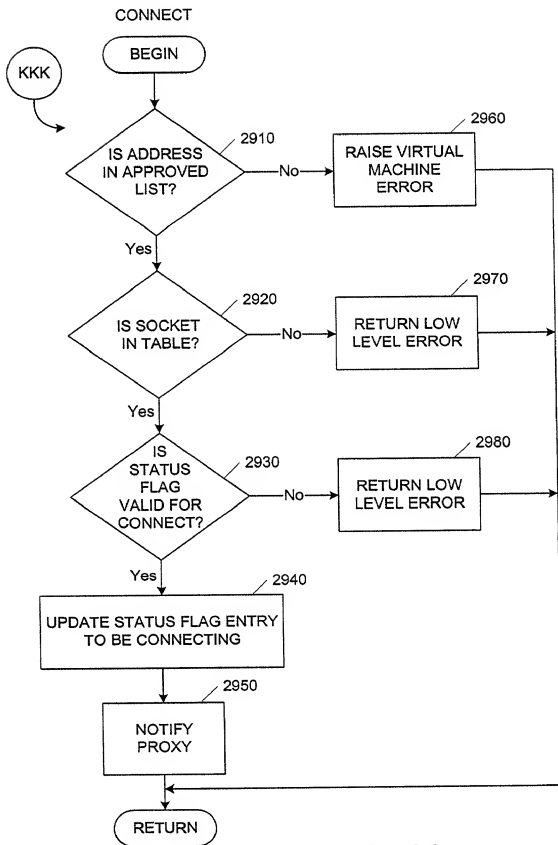 CONNECT
BEGIN
KKK
2910
IS ADDRESS
IN APPROVED
LIST?
No
2960
RAISE VIRTUAL
MACHINE
ERROR
Yes
2920
IS SOCKET
IN TABLE?
No
2970
RETURN LOW
LEVEL ERROR
Yes
2930
IS
STATUS
FLAG
VALID FOR
CONNECT?
No
2980
RETURN LOW
LEVEL ERROR
Yes
2940
UPDATE STATUS FLAG ENTRY
TO BE CONNECTING
2950
NOTIFY
PROXY
RETURN